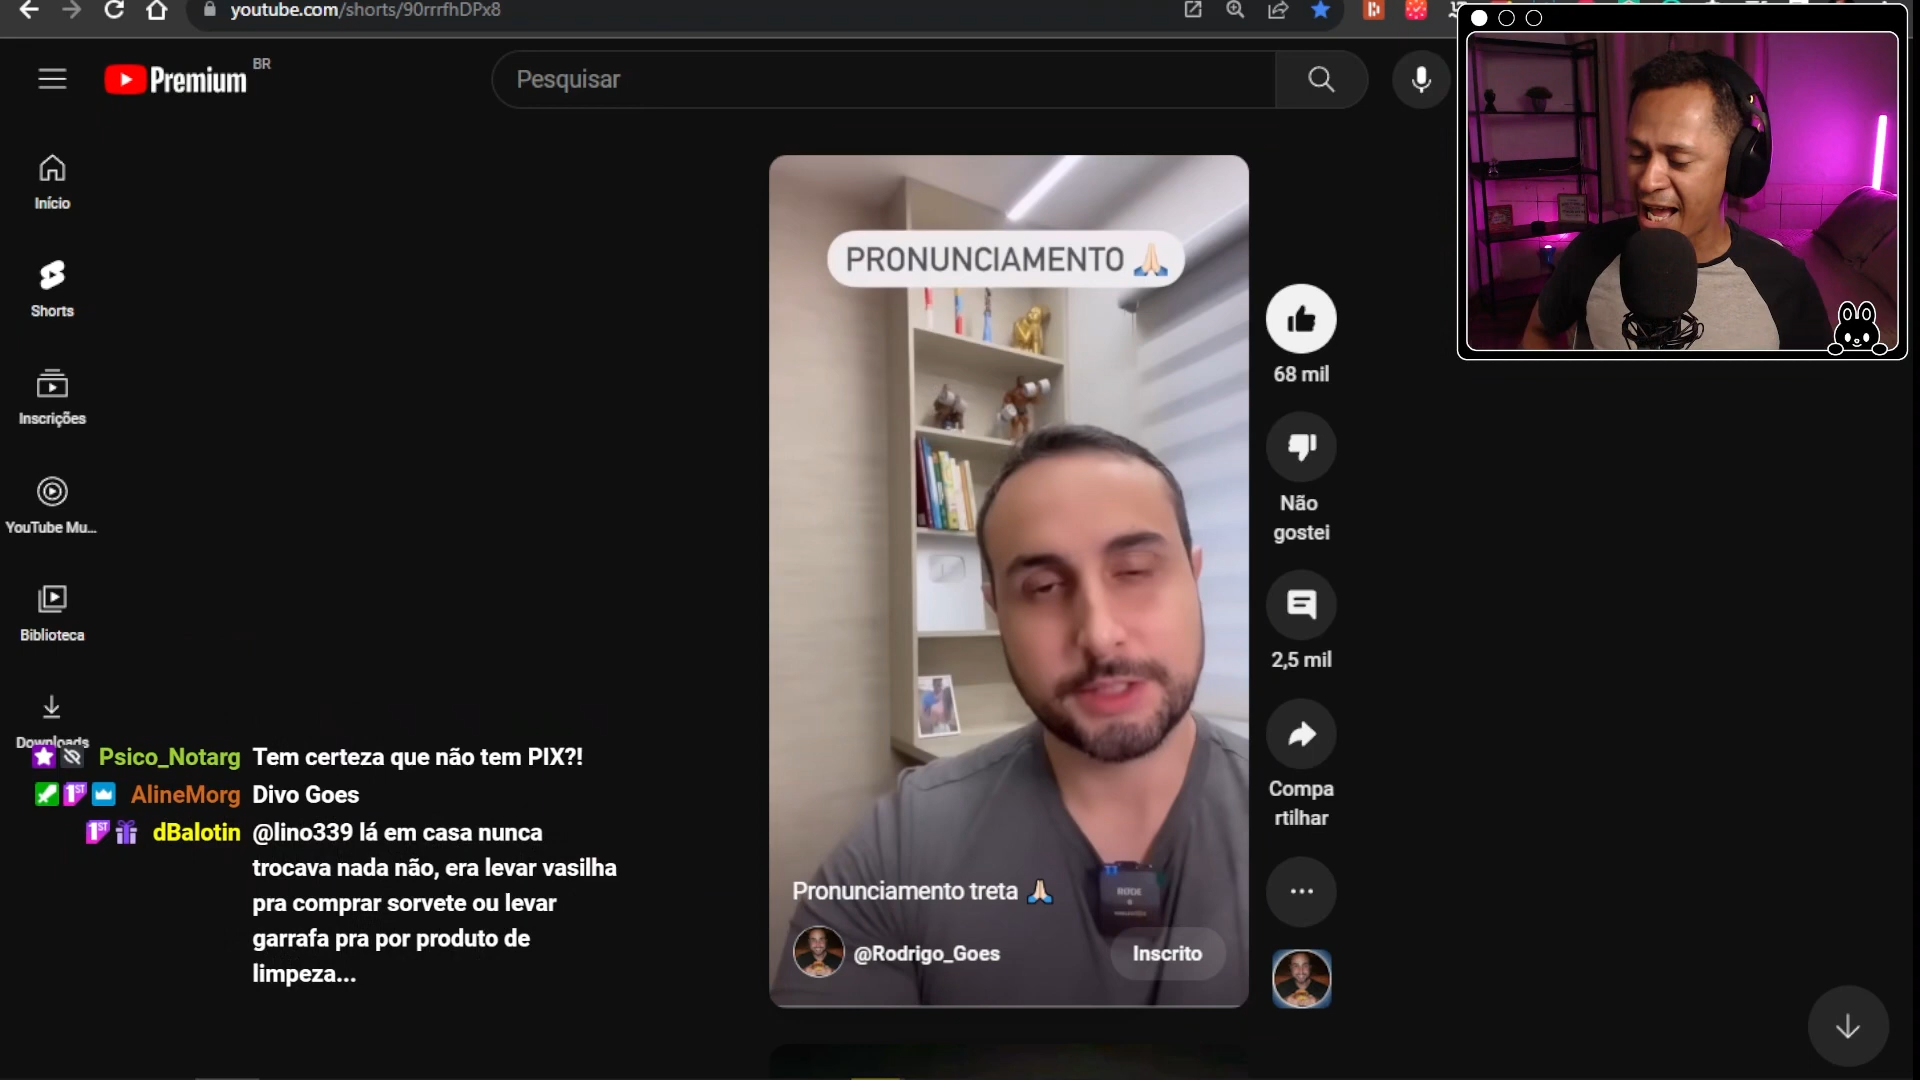 youtube.com/shorts/90rrrfhDPx8
Premium BR
Pesquisar
Início
Shorts
Inscrições
YouTube Mu...
Biblioteca
Downloads
PRONUNCIAMENTO 🙏🏻
68 mil
Não
gostei
2,5 mil
Compa
rtilhar
Pronunciamento treta 🙏🏻
@Rodrigo_Goes
Inscrito
RØDE
Psico_Notarg Tem certeza que não tem PIX?!
AlineMorg Divo Goes
dBalotin @lino339 lá em casa nunca
trocava nada não, era levar vasilha
pra comprar sorvete ou levar
garrafa pra por produto de
limpeza...